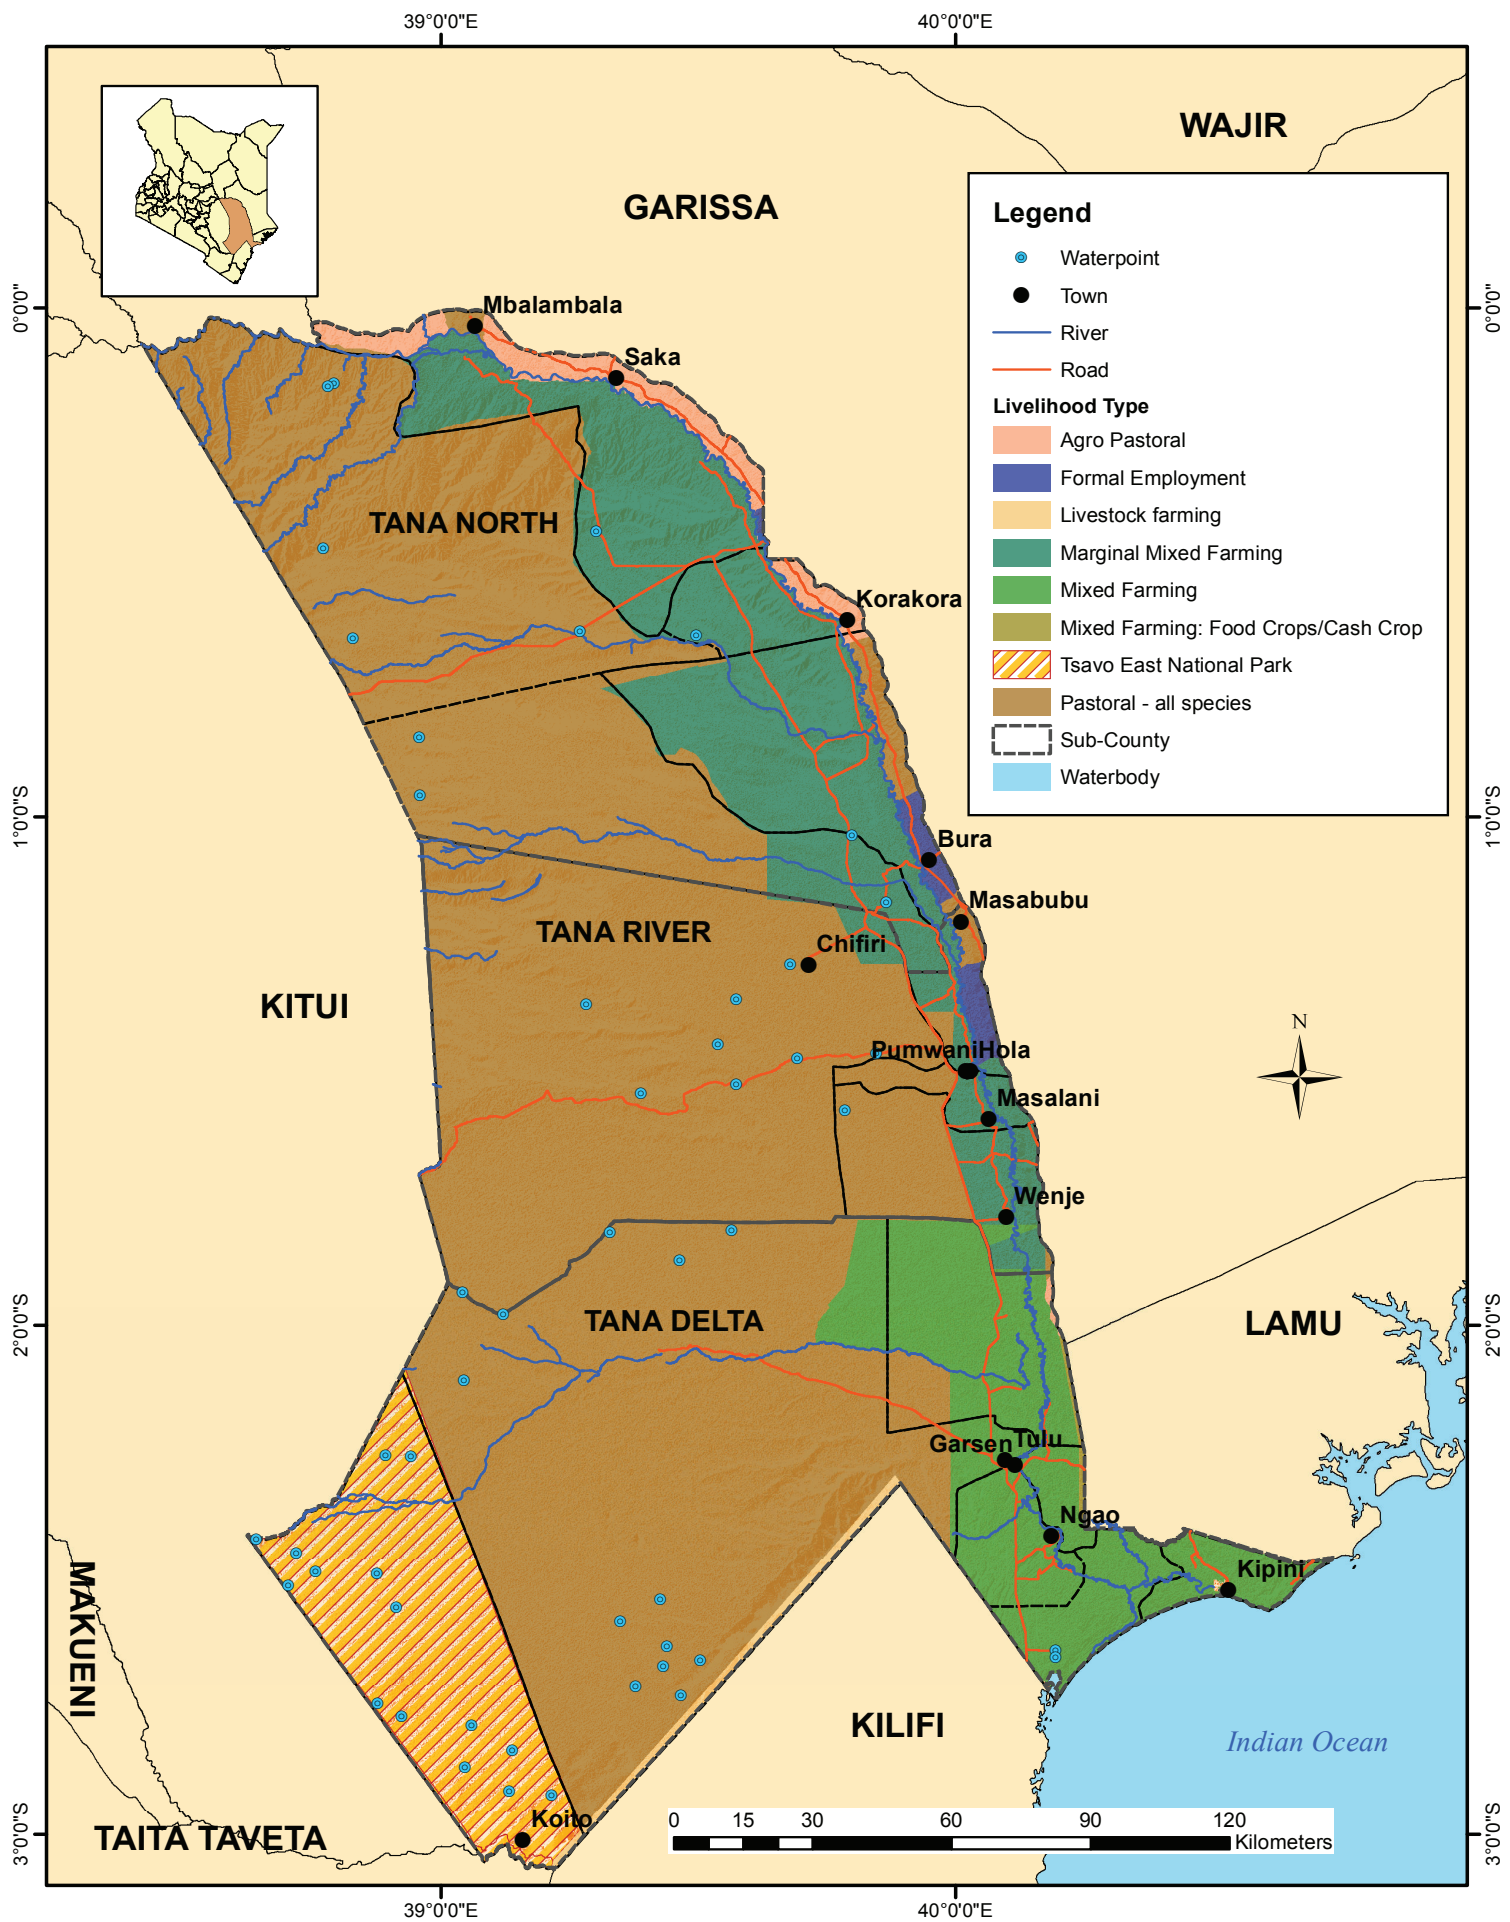 39°0'0"E
40°0'0"E
WAJIR
GARISSA
Legend
Waterpoint
Town
River
Road
Livelihood Type
Agro Pastoral
Formal Employment
Livestock farming
Marginal Mixed Farming
Mixed Farming
Mixed Farming: Food Crops/Cash Crop
Tsavo East National Park
Pastoral - all species
Sub-County
Waterbody
0°0'0"
0°0'0"
Mbalambala
Saka
TANA NORTH
Korakora
1°0'0"S
1°0'0"S
Bura
Masabubu
TANA RIVER
Chifiri
KITUI
N
Pumwani
Hola
Masalani
Wenje
2°0'0"S
2°0'0"S
TANA DELTA
LAMU
Garsen
Tulu
Ngao
Kipini
MAKUENI
KILIFI
Indian Ocean
Koito
TAITA TAVETA
3°0'0"S
3°0'0"S
0 15 30 60 90 120
Kilometers
39°0'0"E
40°0'0"E